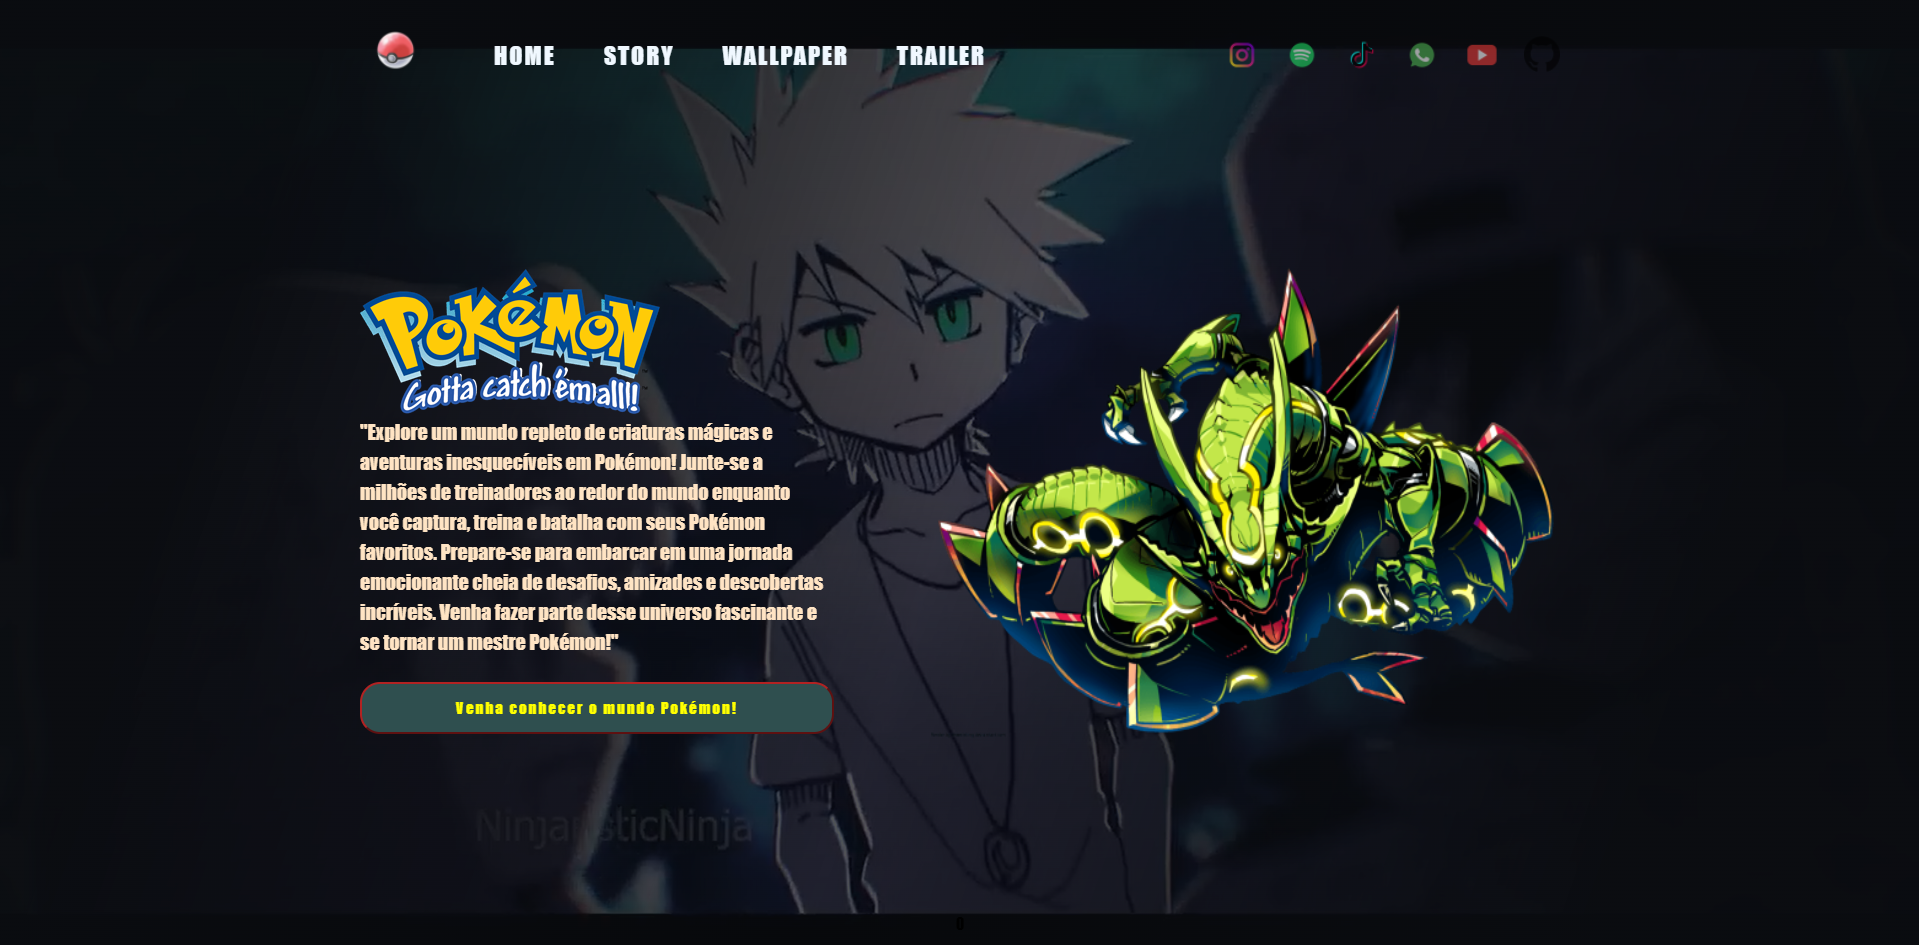 HOME STORY WALLPAPER TRAILER
POKéMON
Gotta catch 'em all!!
"Explore um mundo repleto de criaturas mágicas e
aventuras inesquecíveis em Pokémon! Junte-se a
milhões de treinadores ao redor do mundo enquanto
você captura, treina e batalha com seus Pokémon
favoritos. Prepare-se para embarcar em uma jornada
emocionante cheia de desafios, amizades e descobertas
incríveis. Venha fazer parte desse universo fascinante e
se tornar um mestre Pokémon!"
Venha conhecer o mundo Pokémon!
0